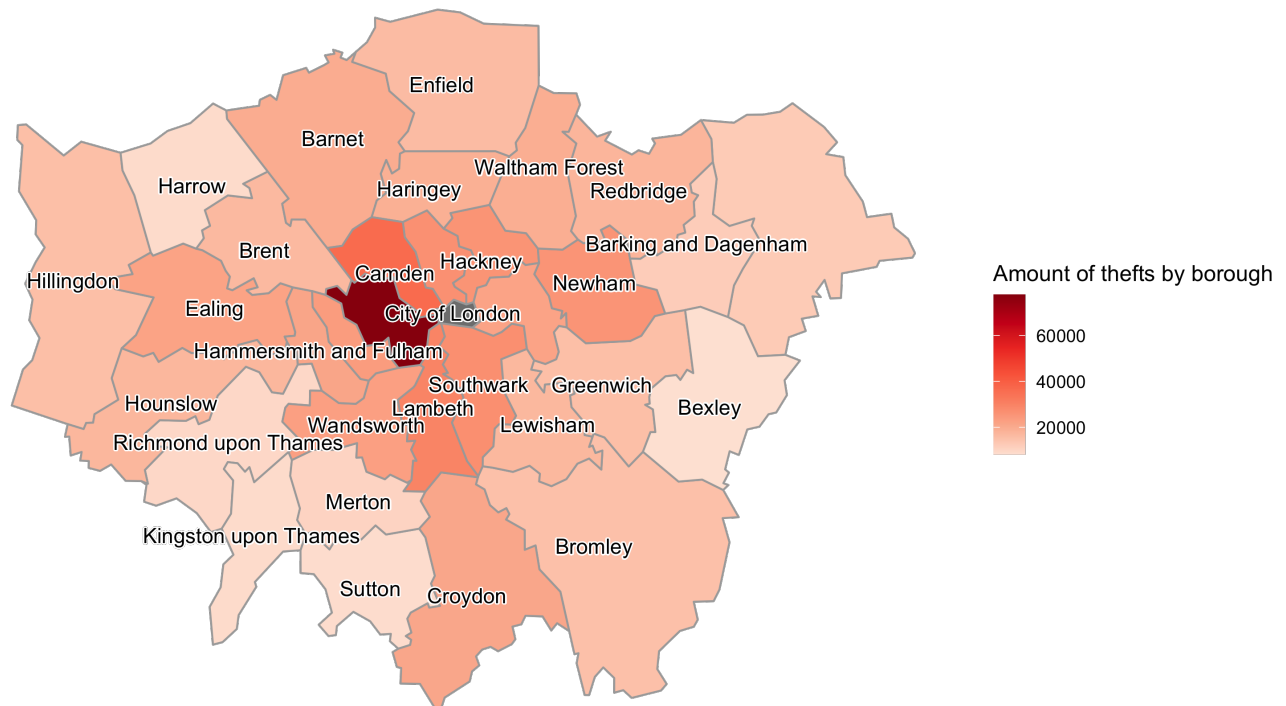 Enfield
Barnet
Waltham Forest
Harrow
Haringey
Redbridge
Brent
Barking and Dagenham
Hackney
Camden
Hillingdon
Newham
Ealing
City of London
Hammersmith and Fulham
Southwark
Greenwich
Hounslow
Lambeth
Bexley
Wandsworth
Lewisham
Richmond upon Thames
Merton
Kingston upon Thames
Bromley
Sutton
Croydon
Amount of thefts by borough
60000
40000
20000